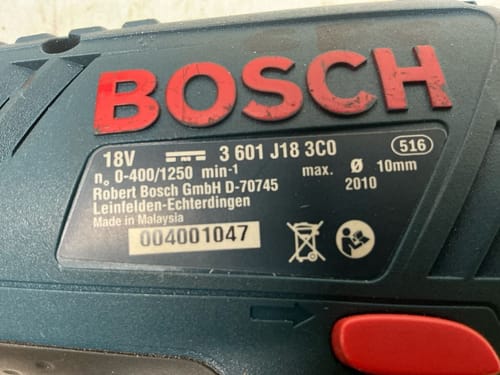 BOSCH
18V 3 601 J18 3C0 516
n₀ 0-400/1250 min⁻¹ max. Ø 10mm
Robert Bosch GmbH D-70745 2010
Leinfelden-Echterdingen
Made in Malaysia
004001047